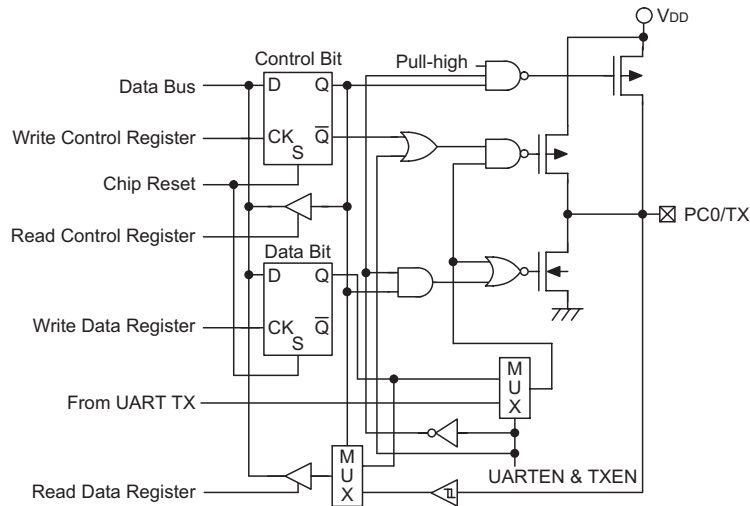 VDD
Control Bit
Pull-high
Data Bus
D
Q
Write Control Register
CK
Q
S
Chip Reset
PC0/TX
Read Control Register
Data Bit
D
Q
Write Data Register
CK
Q
S
M
U
X
From UART TX
M
U
X
UARTEN & TXEN
Read Data Register